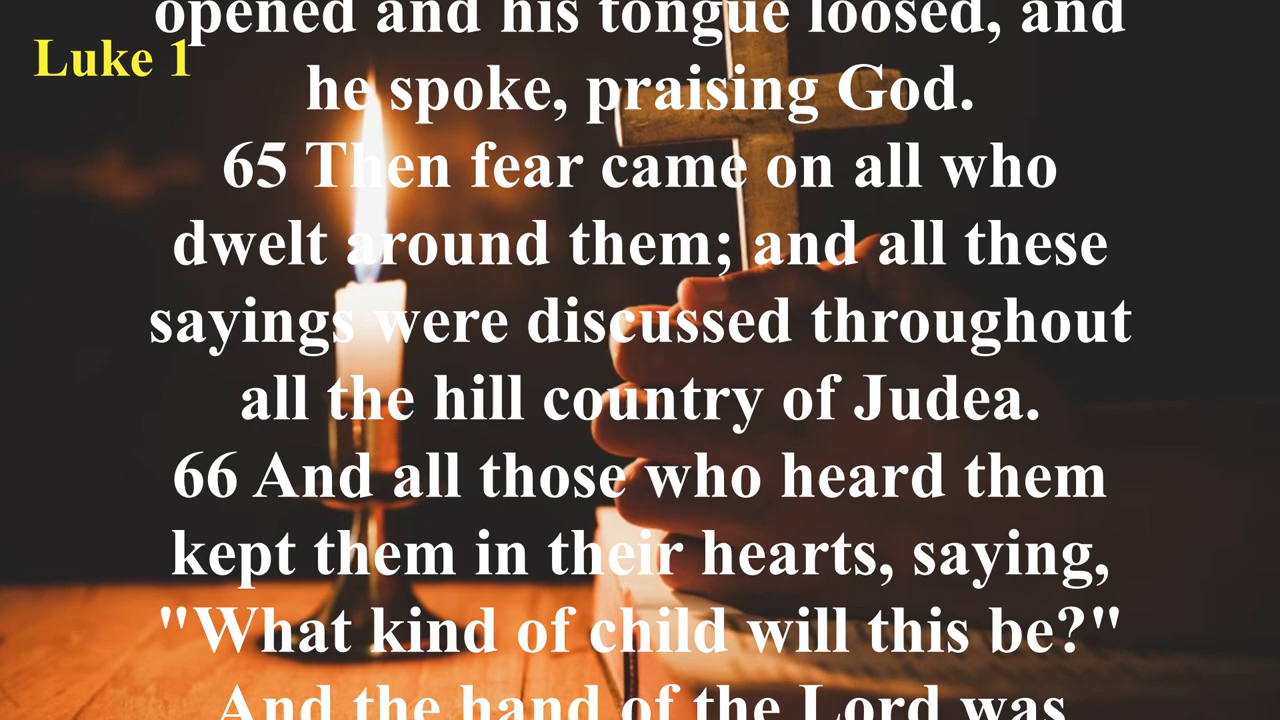 opened and his tongue loosed, and
Luke 1
he spoke, praising God.
65 Then fear came on all who
dwelt around them; and all these
sayings were discussed throughout
all the hill country of Judea.
66 And all those who heard them
kept them in their hearts, saying,
"What kind of child will this be?"
And the hand of the Lord was